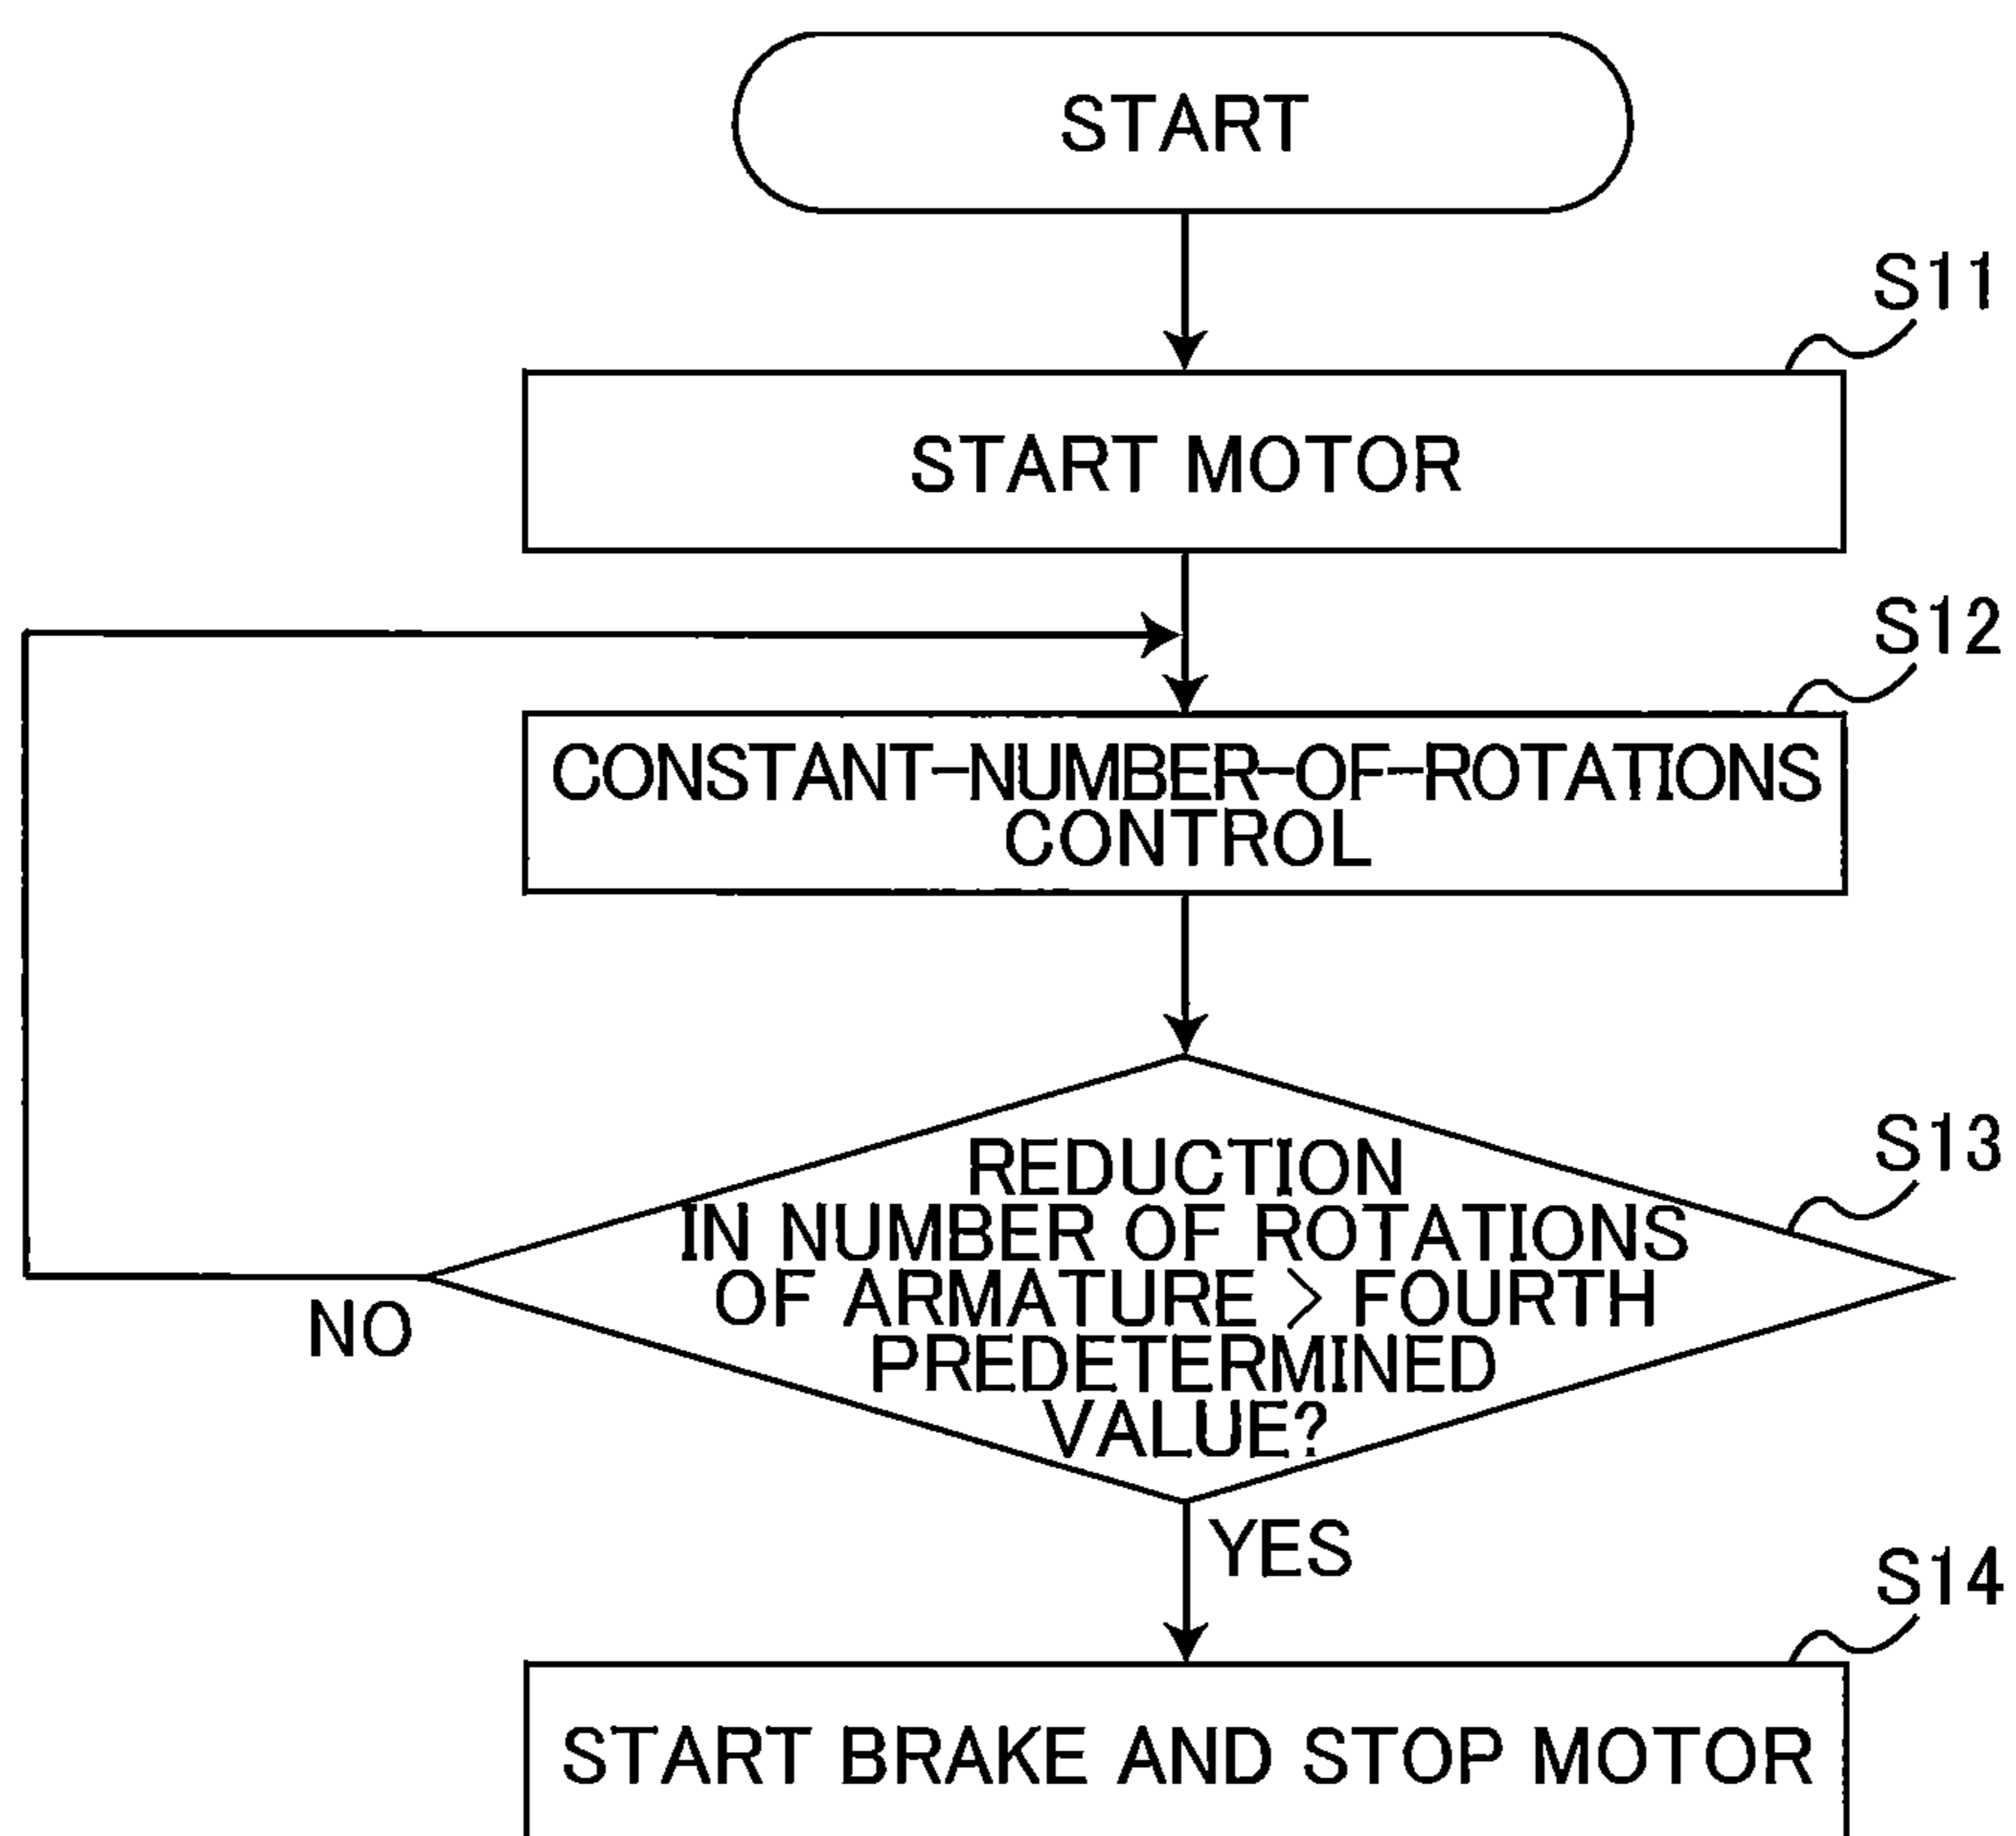 START
S11
START MOTOR
S12
CONSTANT-NUMBER-OF-ROTATIONS
CONTROL
S13
REDUCTION
IN NUMBER OF ROTATIONS
OF ARMATURE > FOURTH
PREDETERMINED
VALUE?
NO
YES
S14
START BRAKE AND STOP MOTOR